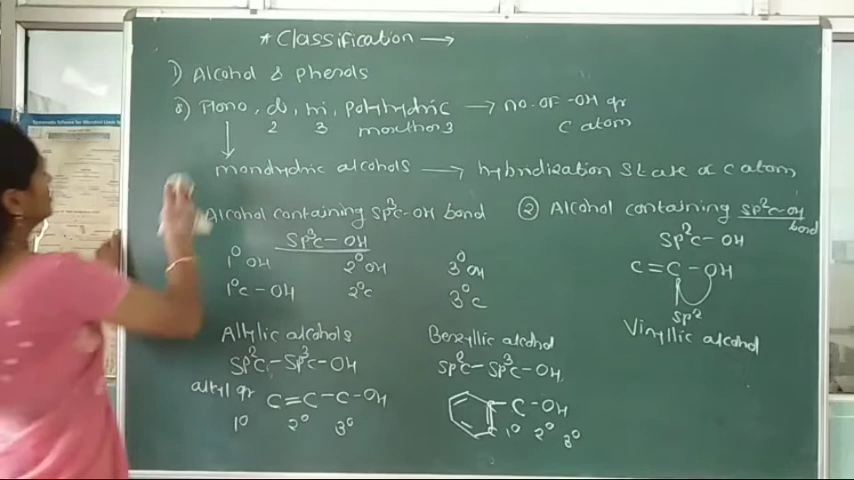 * Classification →
1) Alcohol & phenols
2) Mono, di, tri, polyhydric → no. of -OH gr
2 3 more than 3 C atom
monohydric alcohols → hybridization state of C atom
Alcohol containing sp³c-OH bond
sp³c - OH
1° OH 2° OH 3° OH
1°c - OH 2°c 3°c
Allylic alcohols
sp²c - sp³c - OH
alkyl gr C=C-C-OH
1° 2° 3°
Benzyllic alcohol
sp²c - sp³c - OH
C - OH
1° 2° 3°
② Alcohol containing sp²c-OH bond
sp²c - OH
C=C-OH
sp²
Vinyllic alcohol